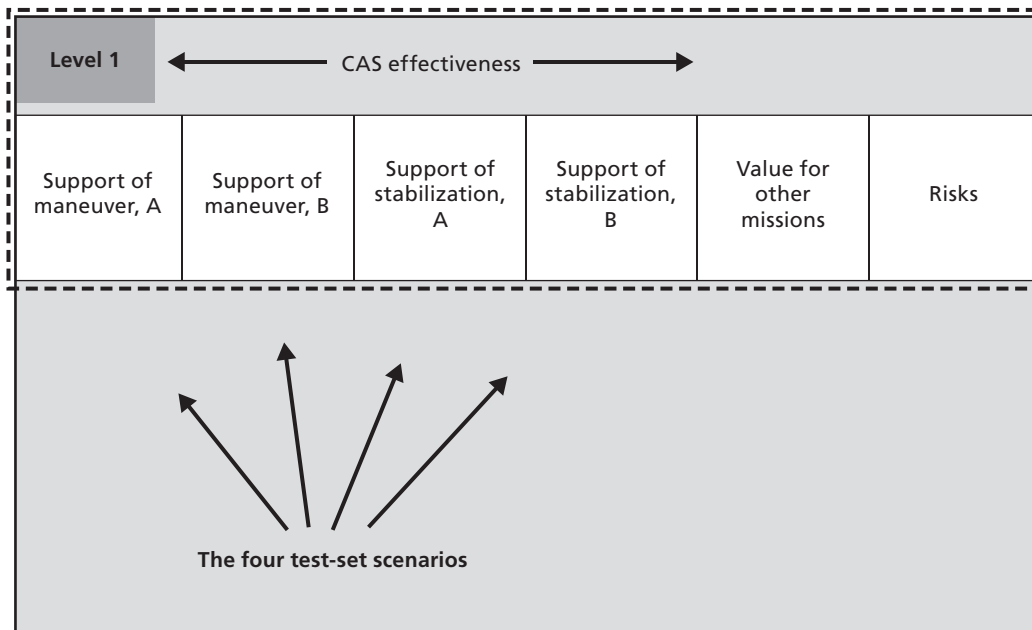 Level 1
CAS effectiveness
Support of
maneuver, A
Support of
maneuver, B
Support of
stabilization,
A
Support of
stabilization,
B
Value for
other
missions
Risks
The four test-set scenarios